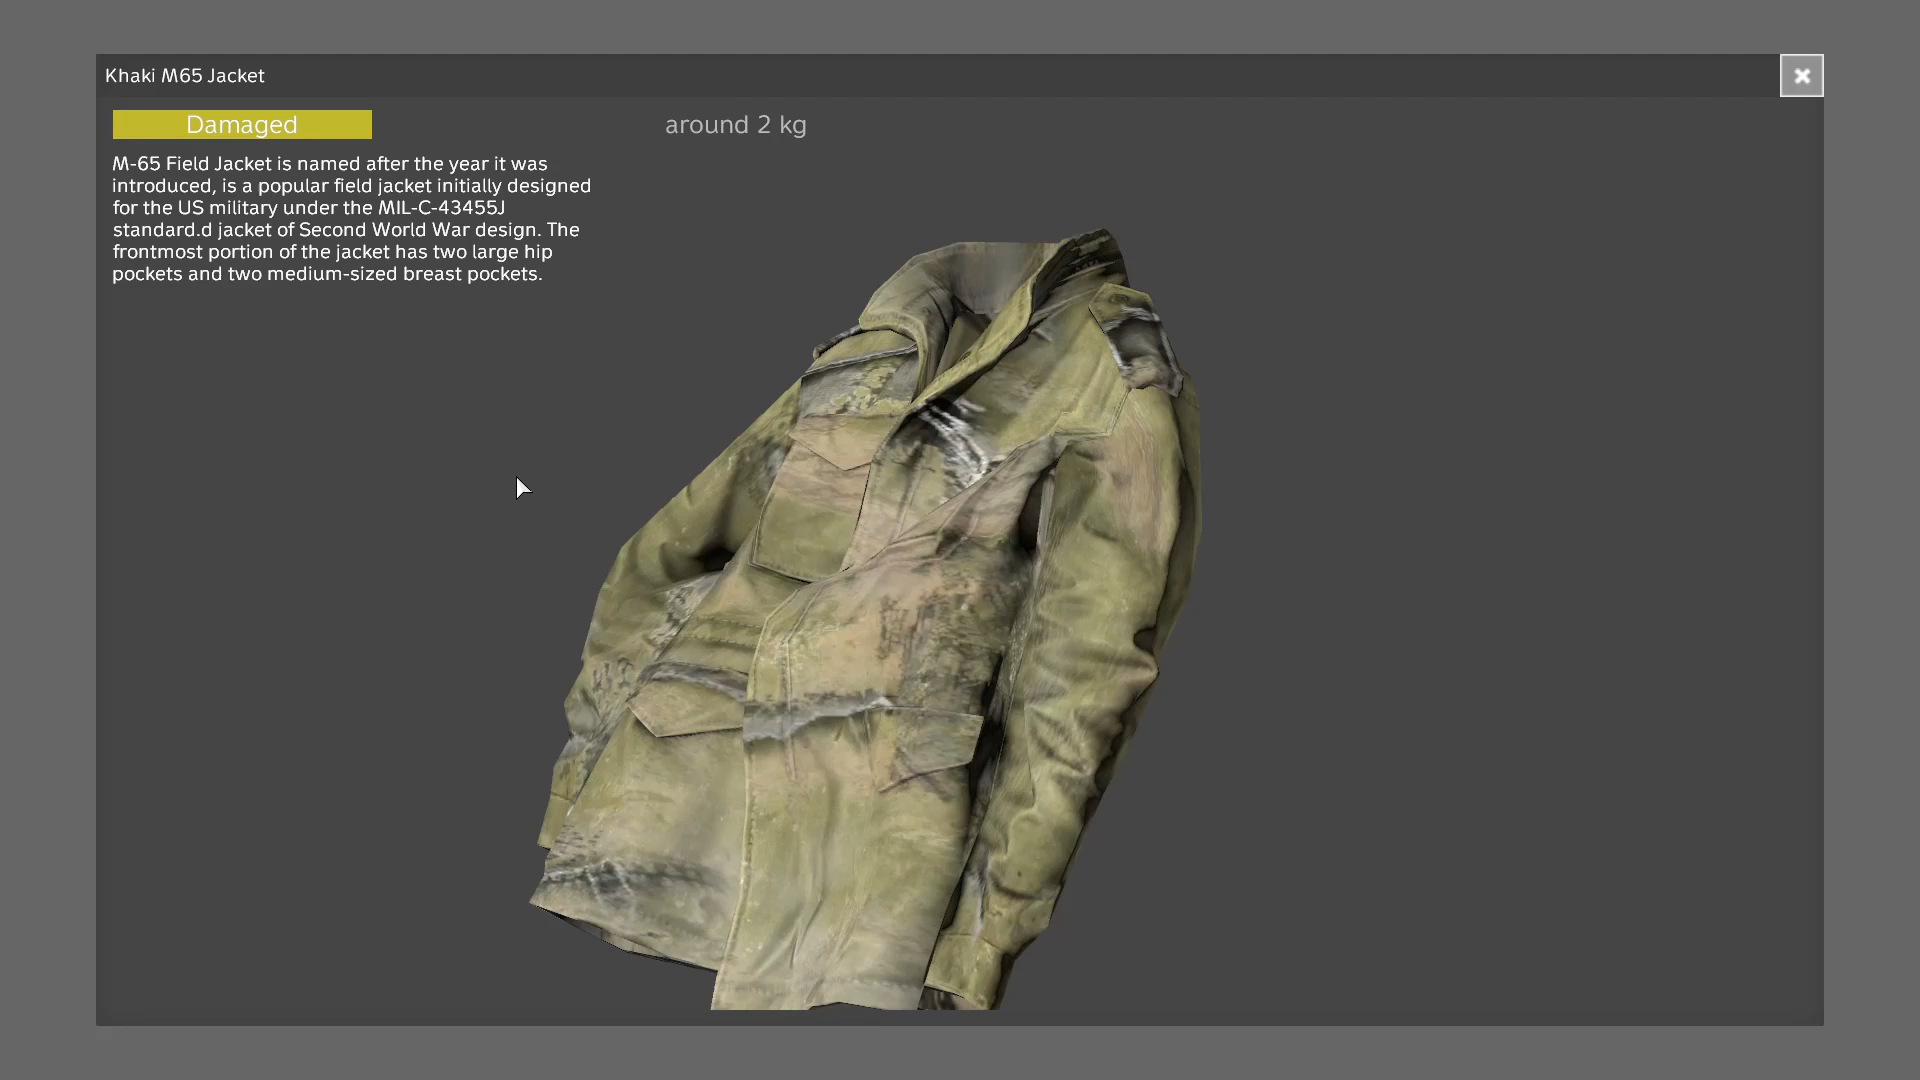 Khaki M65 Jacket
Damaged
around 2 kg
M-65 Field Jacket is named after the year it was
introduced, is a popular field jacket initially designed
for the US military under the MIL-C-43455J
standard.d jacket of Second World War design. The
frontmost portion of the jacket has two large hip
pockets and two medium-sized breast pockets.